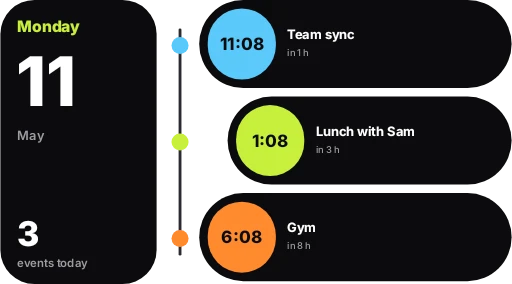 Monday
11
May
3
events today
11:08
Team sync
in 1 h
1:08
Lunch with Sam
in 3 h
6:08
Gym
in 8 h